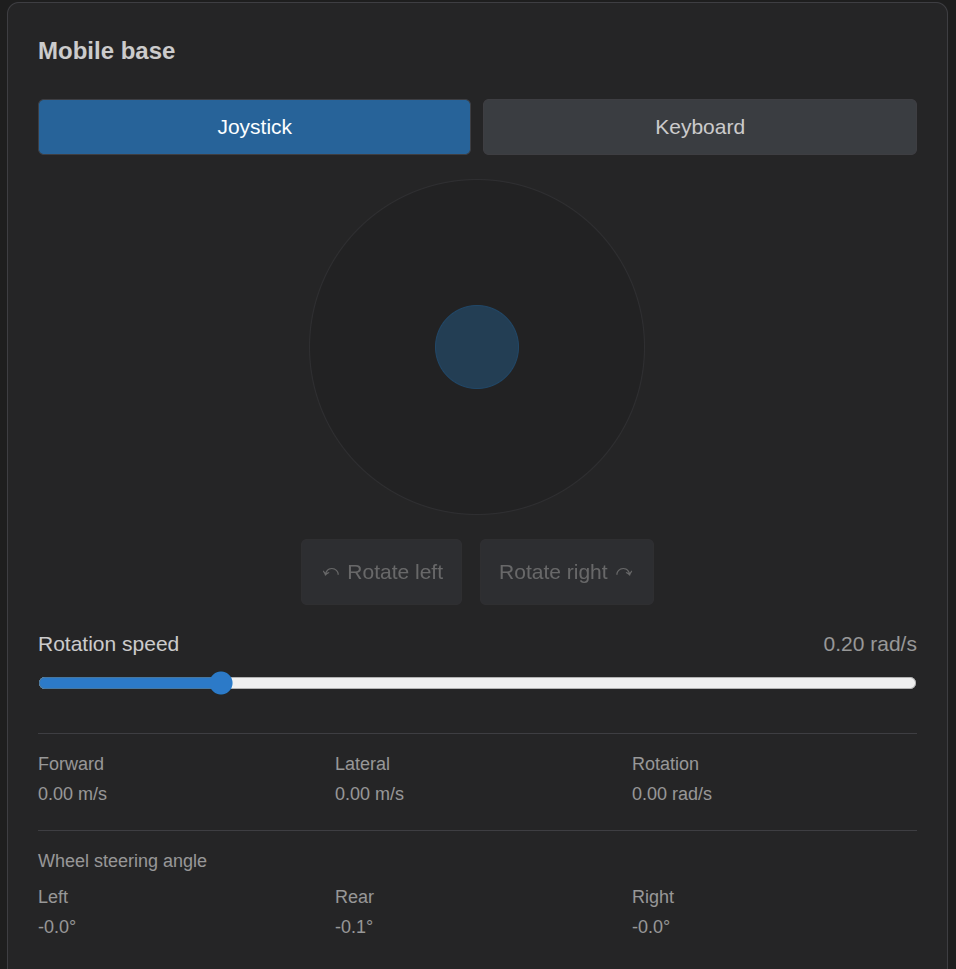 Mobile base
Joystick Keyboard
Rotate left Rotate right
Rotation speed 0.20 rad/s
Forward Lateral Rotation
0.00 m/s 0.00 m/s 0.00 rad/s
Wheel steering angle
Left Rear Right
-0.0° -0.1° -0.0°